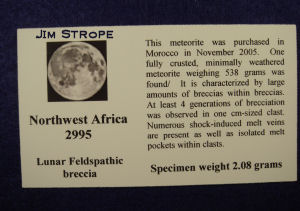 JIM STROPE
Northwest Africa
2995
Lunar Feldspathic
breccia
This meteorite was purchased in
Morocco in November 2005. One
fully crusted, minimally weathered
meteorite weighing 538 grams was
found/ It is characterized by large
amounts of breccias within breccias.
At least 4 generations of brecciation
was observed in one cm-sized clast.
Numerous shock-induced melt veins
are present as well as isolated melt
pockets within clasts.
Specimen weight 2.08 grams